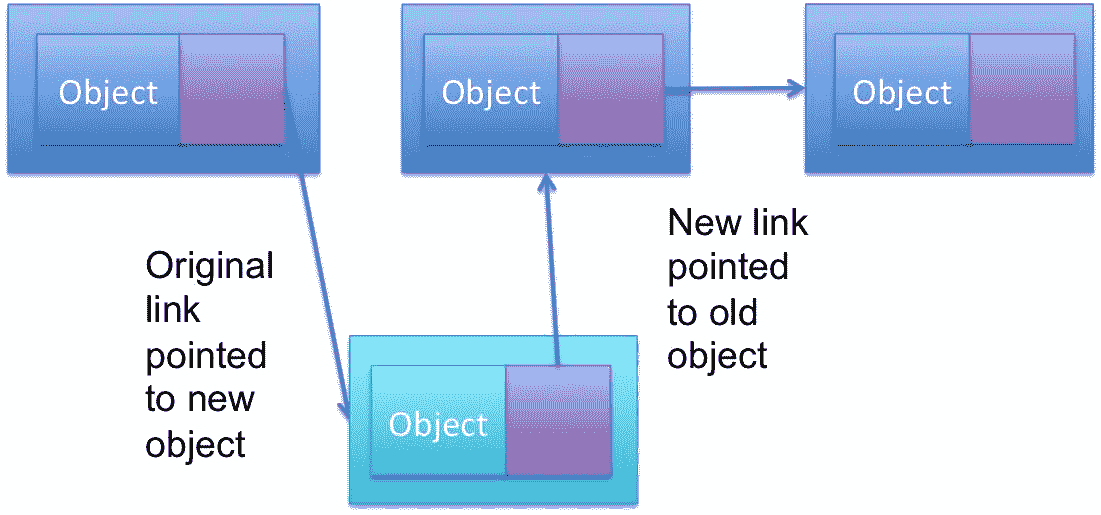 Object
Object
Object
Original
link
pointed
to new
object
New link
pointed
to old
object
Object